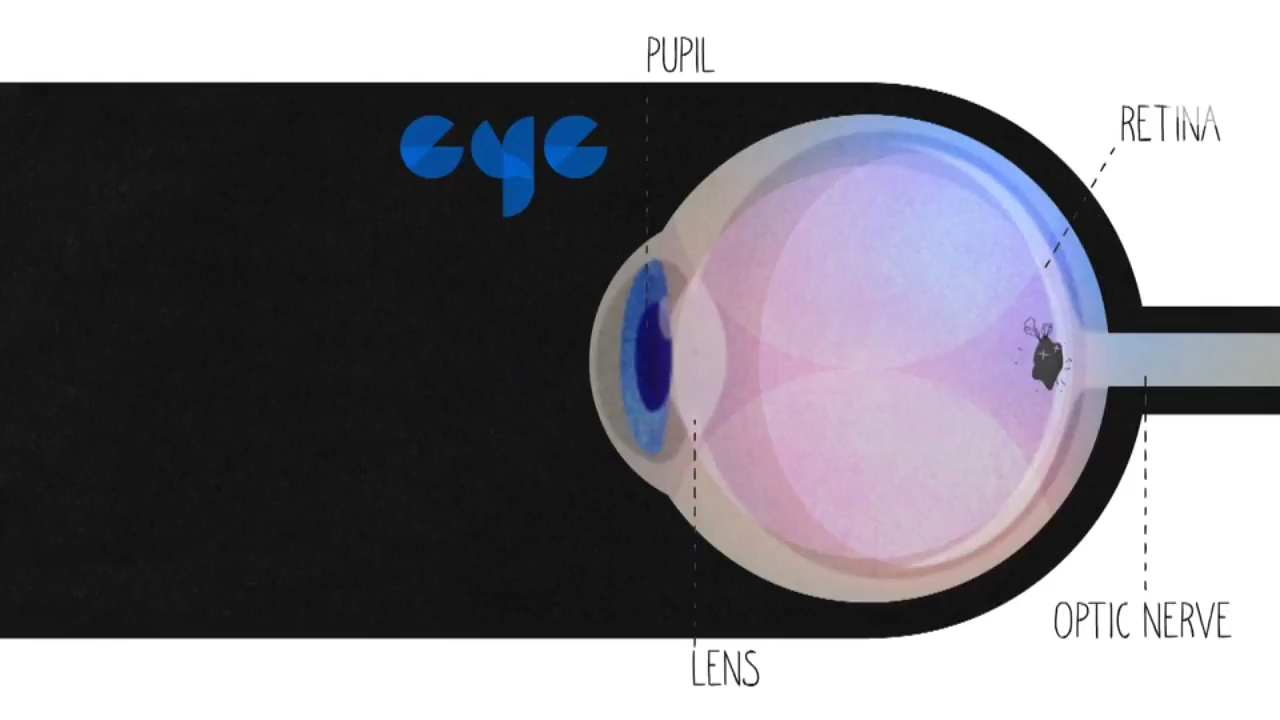 PUPIL
eye
RETINA
OPTIC NERVE
LENS